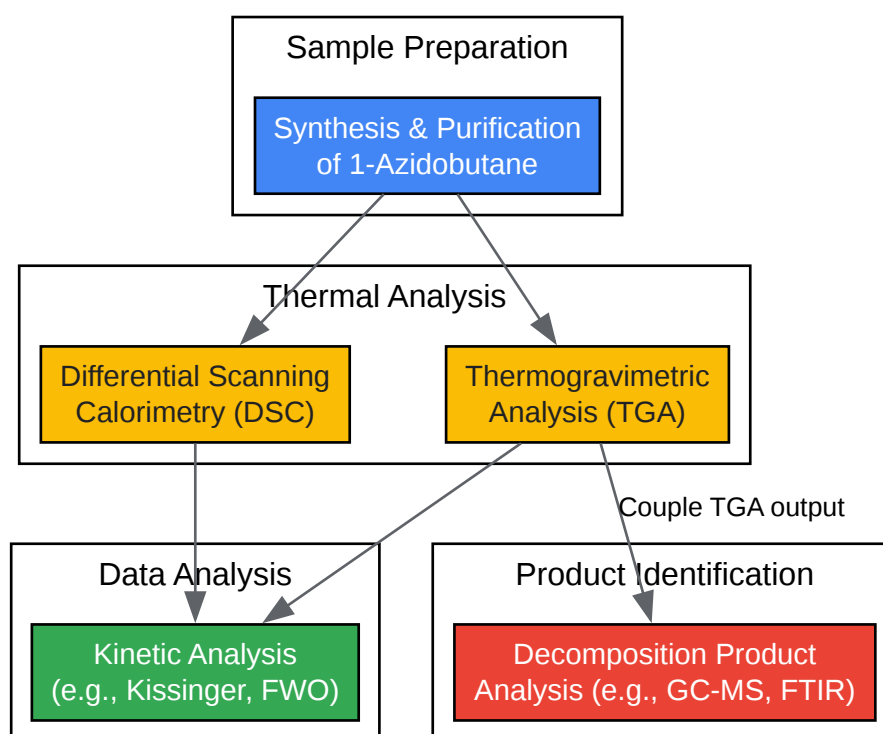 Sample Preparation
Synthesis & Purification
of 1-Azidobutane
Thermal Analysis
Differential Scanning
Calorimetry (DSC)
Thermogravimetric
Analysis (TGA)
Couple TGA output
Data Analysis
Kinetic Analysis
(e.g., Kissinger, FWO)
Product Identification
Decomposition Product
Analysis (e.g., GC-MS, FTIR)